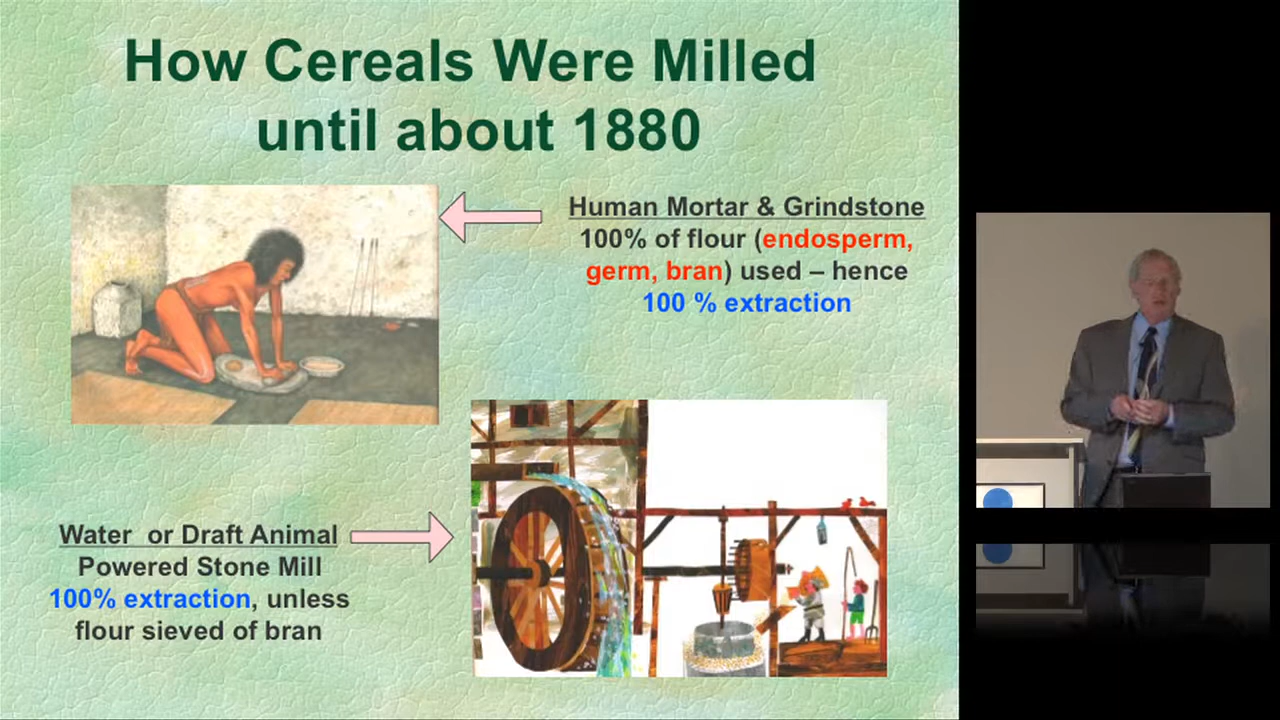 How Cereals Were Milled
until about 1880
Human Mortar & Grindstone
100% of flour (endosperm,
germ, bran) used – hence
100 % extraction
Water or Draft Animal
Powered Stone Mill
100% extraction, unless
flour sieved of bran